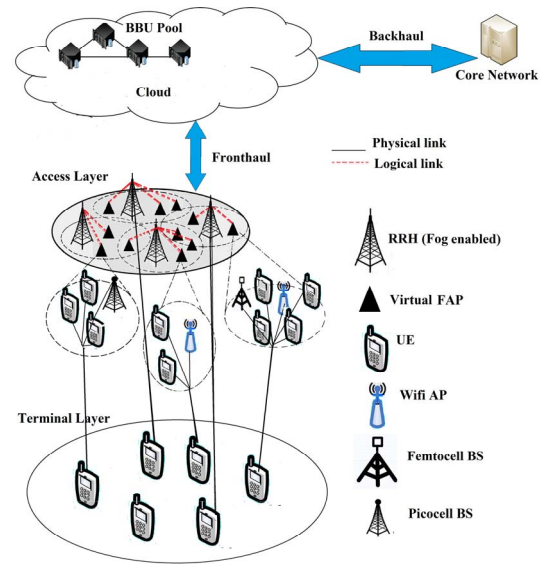 BBU Pool
Backhaul
Core Network
Cloud
Fronthaul
Physical link
Logical link
Access Layer
RRH (Fog enabled)
Virtual FAP
UE
Wifi AP
Terminal Layer
Femtocell BS
Picocell BS